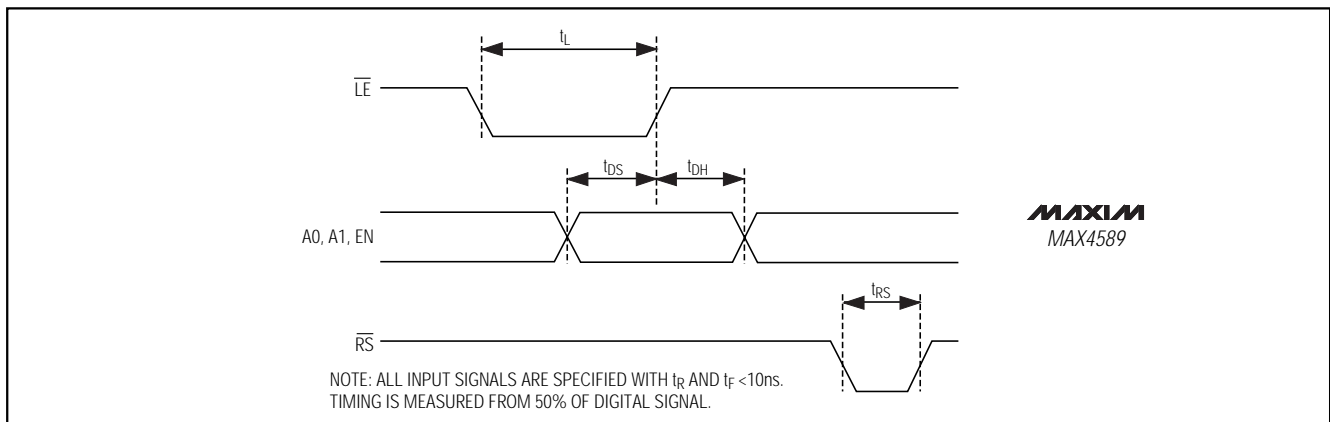 tL
LE
tDS
tDH
A0, A1, EN
MAXIM
MAX4589
tRS
RS
NOTE: ALL INPUT SIGNALS ARE SPECIFIED WITH tR AND tF <10ns.
TIMING IS MEASURED FROM 50% OF DIGITAL SIGNAL.